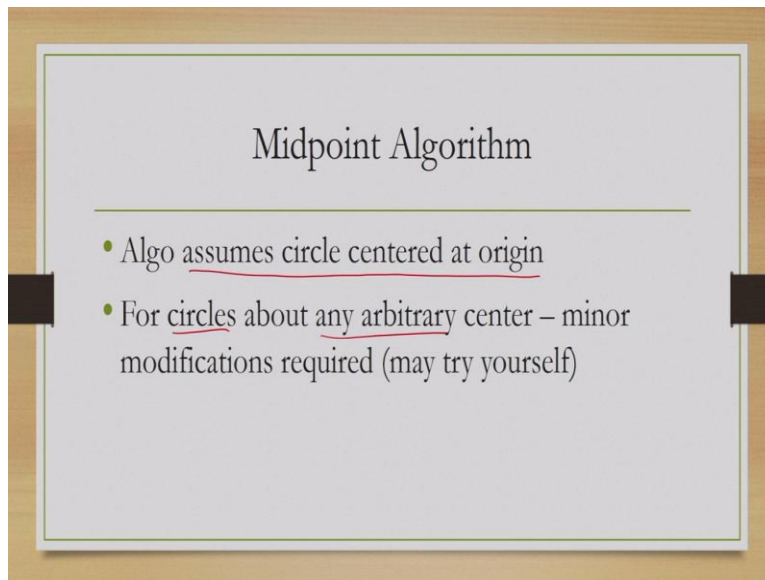 Midpoint Algorithm
• Algo assumes circle centered at origin
• For circles about any arbitrary center – minor
modifications required (may try yourself)